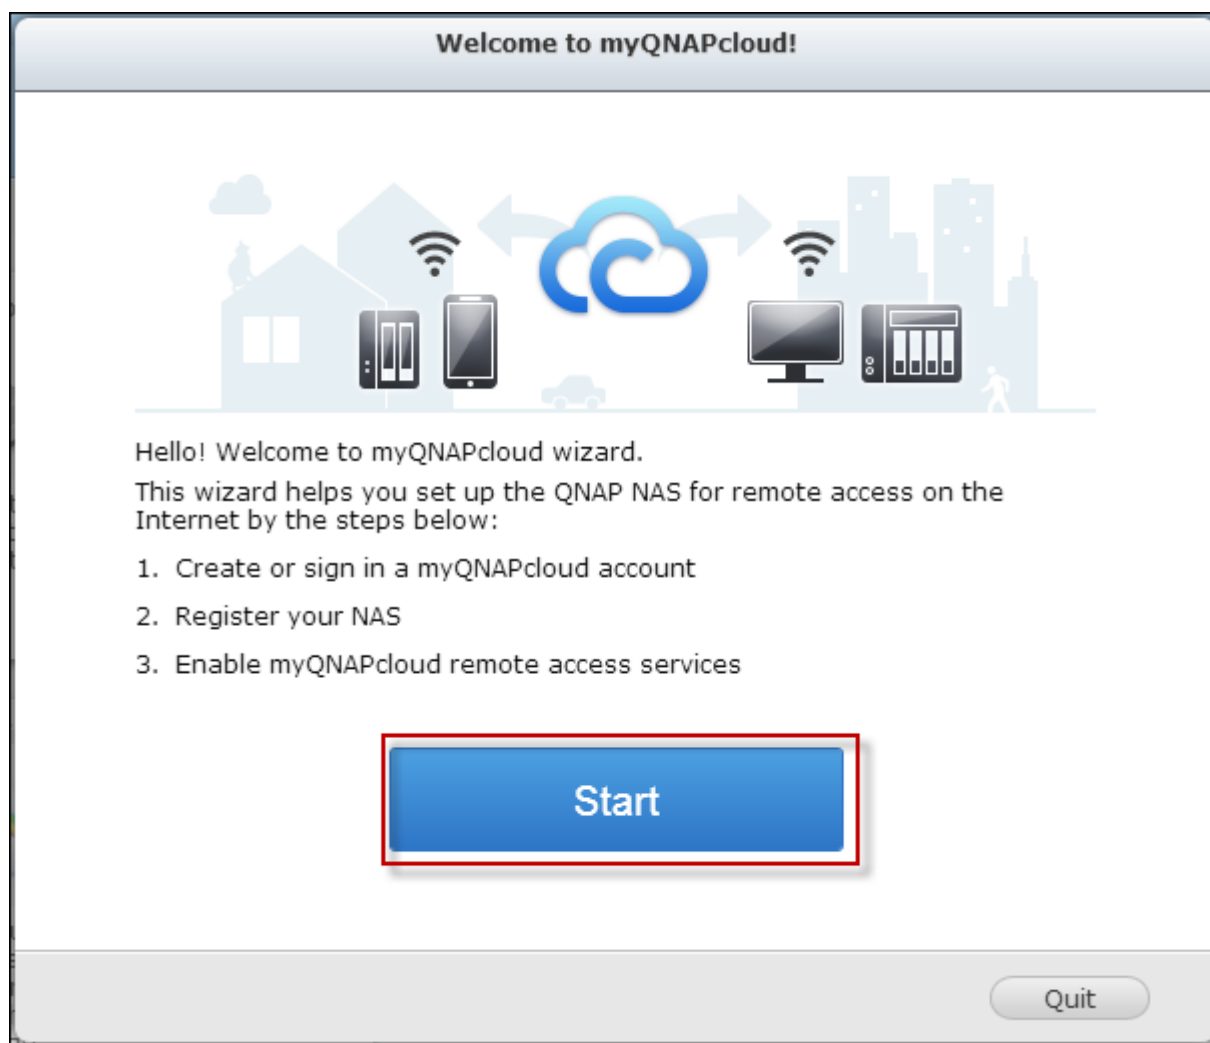 Welcome to myQNAPcloud!
Hello! Welcome to myQNAPcloud wizard.
This wizard helps you set up the QNAP NAS for remote access on the
Internet by the steps below:
1. Create or sign in a myQNAPcloud account
2. Register your NAS
3. Enable myQNAPcloud remote access services
Start
Quit